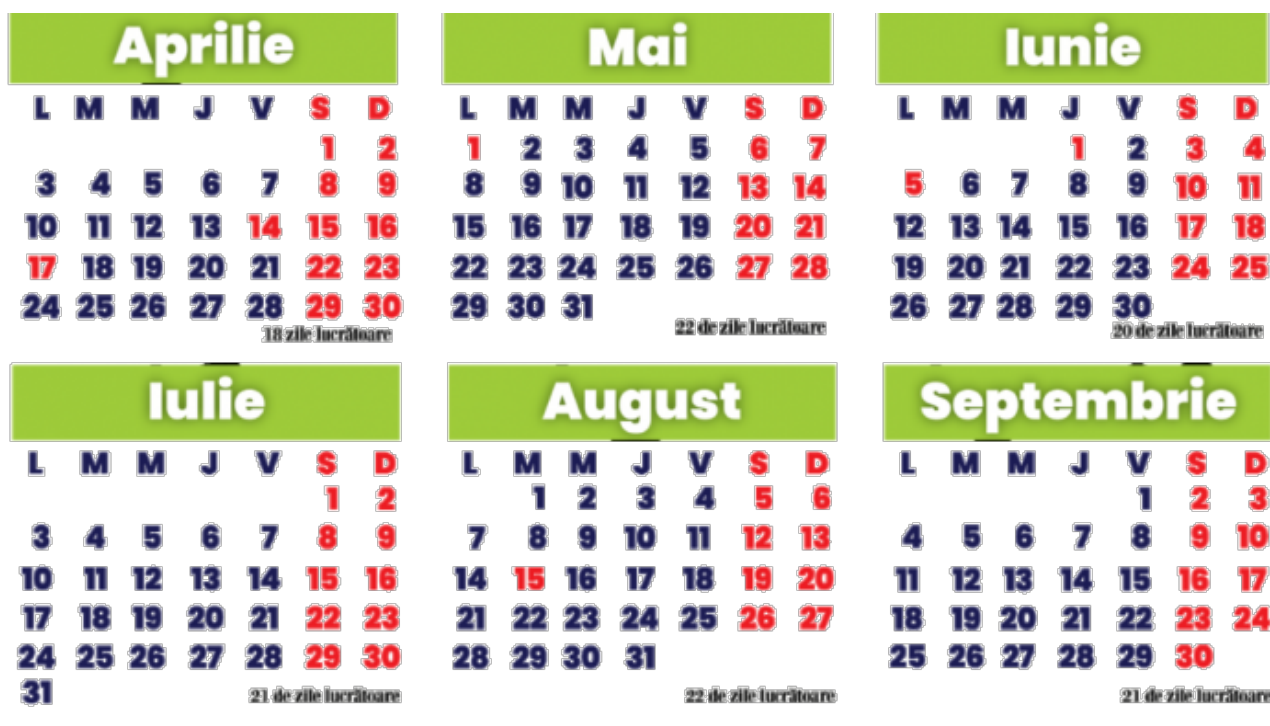 Aprilie
L M M J V S D
1 2
3 4 5 6 7 8 9
10 11 12 13 14 15 16
17 18 19 20 21 22 23
24 25 26 27 28 29 30
18 zile lucrătoare
Mai
L M M J V S D
1 2 3 4 5 6 7
8 9 10 11 12 13 14
15 16 17 18 19 20 21
22 23 24 25 26 27 28
29 30 31
22 de zile lucrătoare
Iunie
L M M J V S D
1 2 3 4
5 6 7 8 9 10 11
12 13 14 15 16 17 18
19 20 21 22 23 24 25
26 27 28 29 30
20 de zile lucrătoare
Iulie
L M M J V S D
1 2
3 4 5 6 7 8 9
10 11 12 13 14 15 16
17 18 19 20 21 22 23
24 25 26 27 28 29 30
31
21 de zile lucrătoare
August
L M M J V S D
1 2 3 4 5 6
7 8 9 10 11 12 13
14 15 16 17 18 19 20
21 22 23 24 25 26 27
28 29 30 31
22 de zile lucrătoare
Septembrie
L M M J V S D
1 2 3
4 5 6 7 8 9 10
11 12 13 14 15 16 17
18 19 20 21 22 23 24
25 26 27 28 29 30
21 de zile lucrătoare